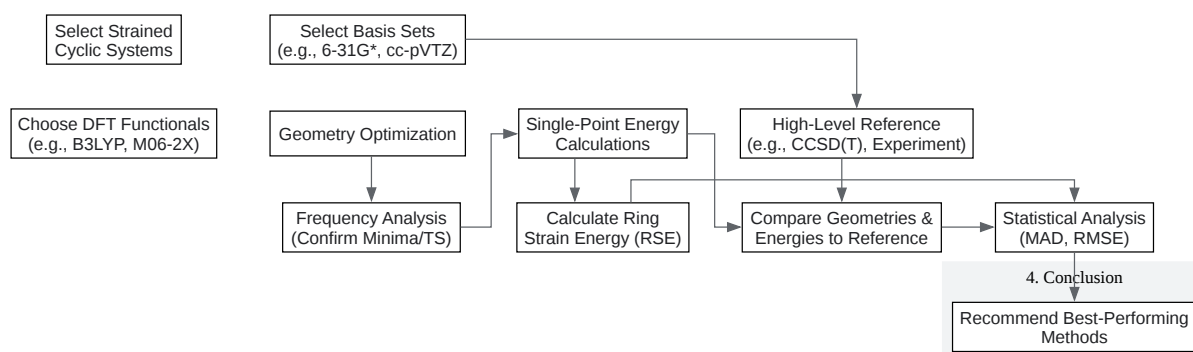 Select Strained
Cyclic Systems
Select Basis Sets
(e.g., 6-31G*, cc-pVTZ)
Choose DFT Functionals
(e.g., B3LYP, M06-2X)
Geometry Optimization
Single-Point Energy
Calculations
High-Level Reference
(e.g., CCSD(T), Experiment)
Frequency Analysis
(Confirm Minima/TS)
Calculate Ring
Strain Energy (RSE)
Compare Geometries &
Energies to Reference
Statistical Analysis
(MAD, RMSE)
4. Conclusion
Recommend Best-Performing
Methods